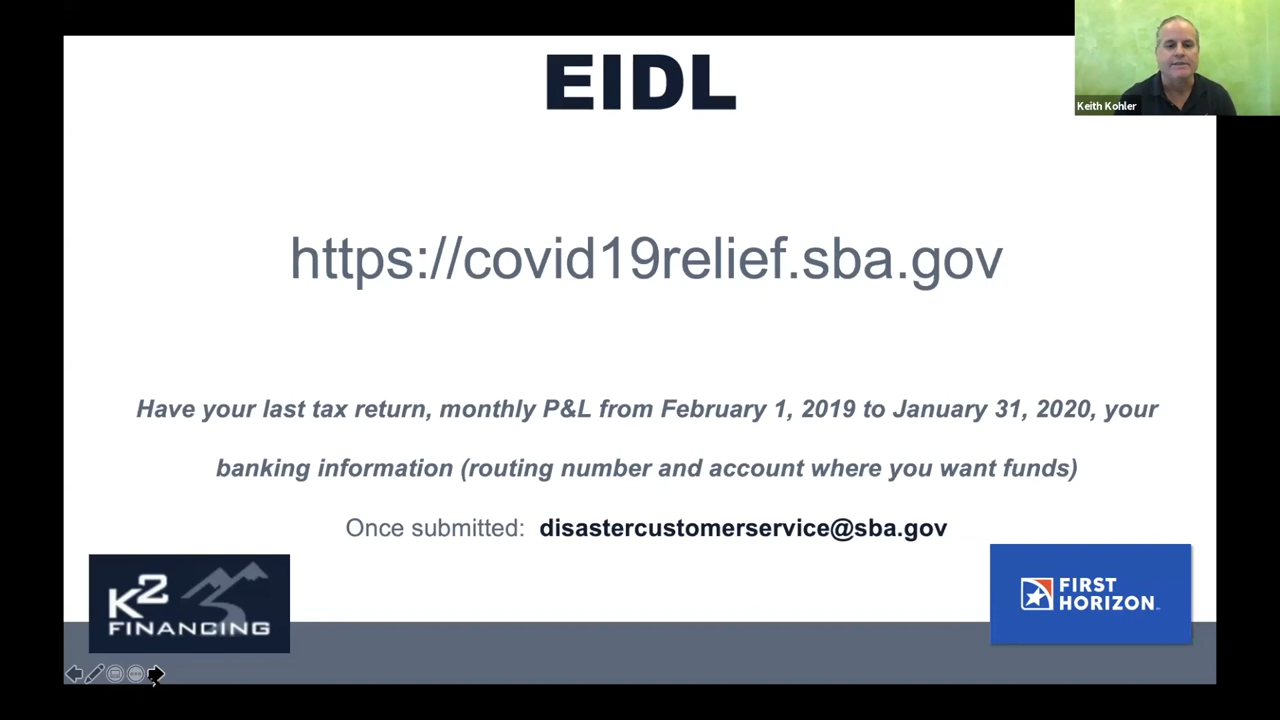 EIDL
Keith Kohler
https://covid19relief.sba.gov
Have your last tax return, monthly P&L from February 1, 2019 to January 31, 2020, your
banking information (routing number and account where you want funds)
Once submitted: disastercustomerservice@sba.gov
K2
FINANCING
FIRST
HORIZON